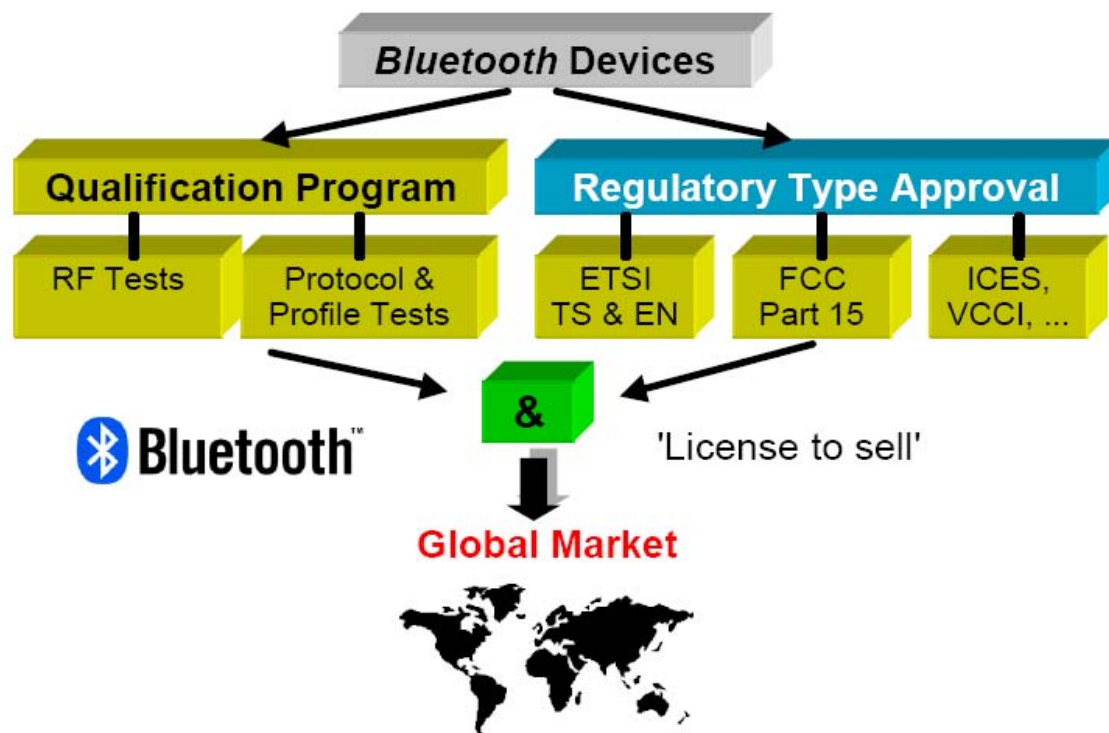 Bluetooth Devices
Qualification Program
Regulatory Type Approval
RF Tests
Protocol &
Profile Tests
ETSI
TS & EN
FCC
Part 15
ICES,
VCCI, ...
&
Bluetooth™
'License to sell'
Global Market